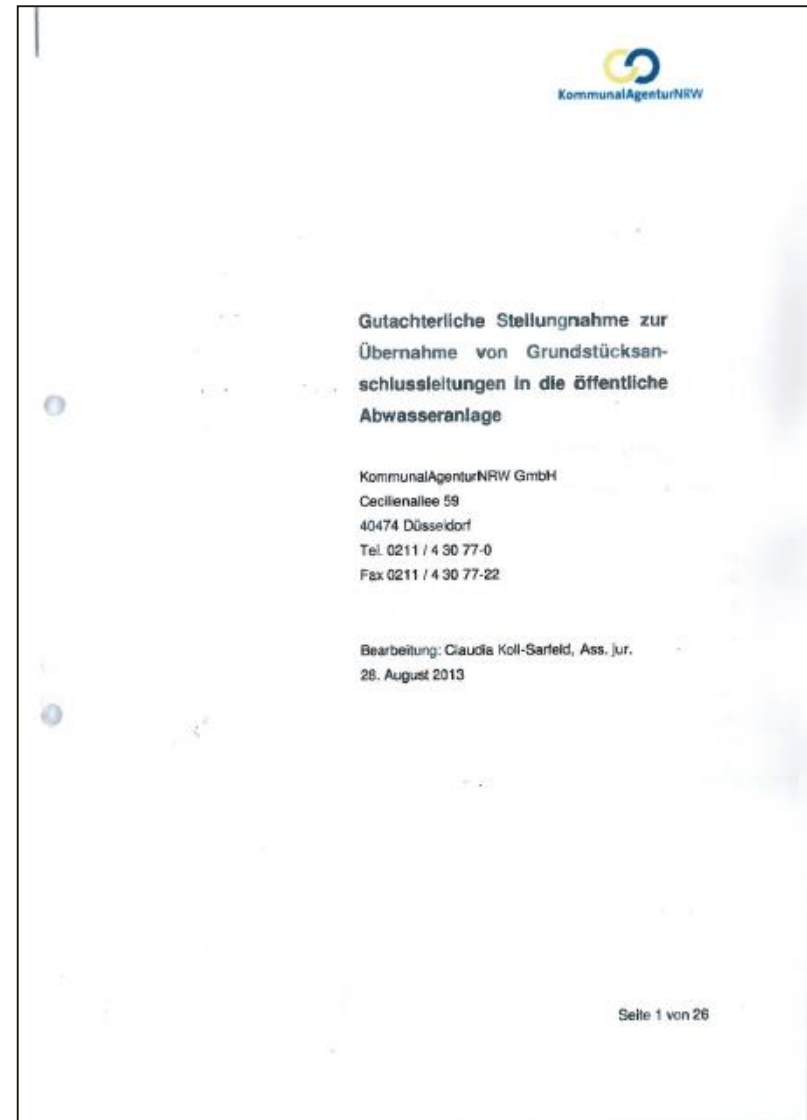 KommunalAgenturNRW
Gutachterliche Stellungnahme zur
Übernahme von Grundstücksan-
schlussleitungen in die öffentliche
Abwasseranlage
KommunalAgenturNRW GmbH
Cecilienallee 59
40474 Düsseldorf
Tel. 0211 / 4 30 77-0
Fax 0211 / 4 30 77-22
Bearbeitung: Claudia Koll-Sarfeld, Ass. jur.
28. August 2013
Seite 1 von 26